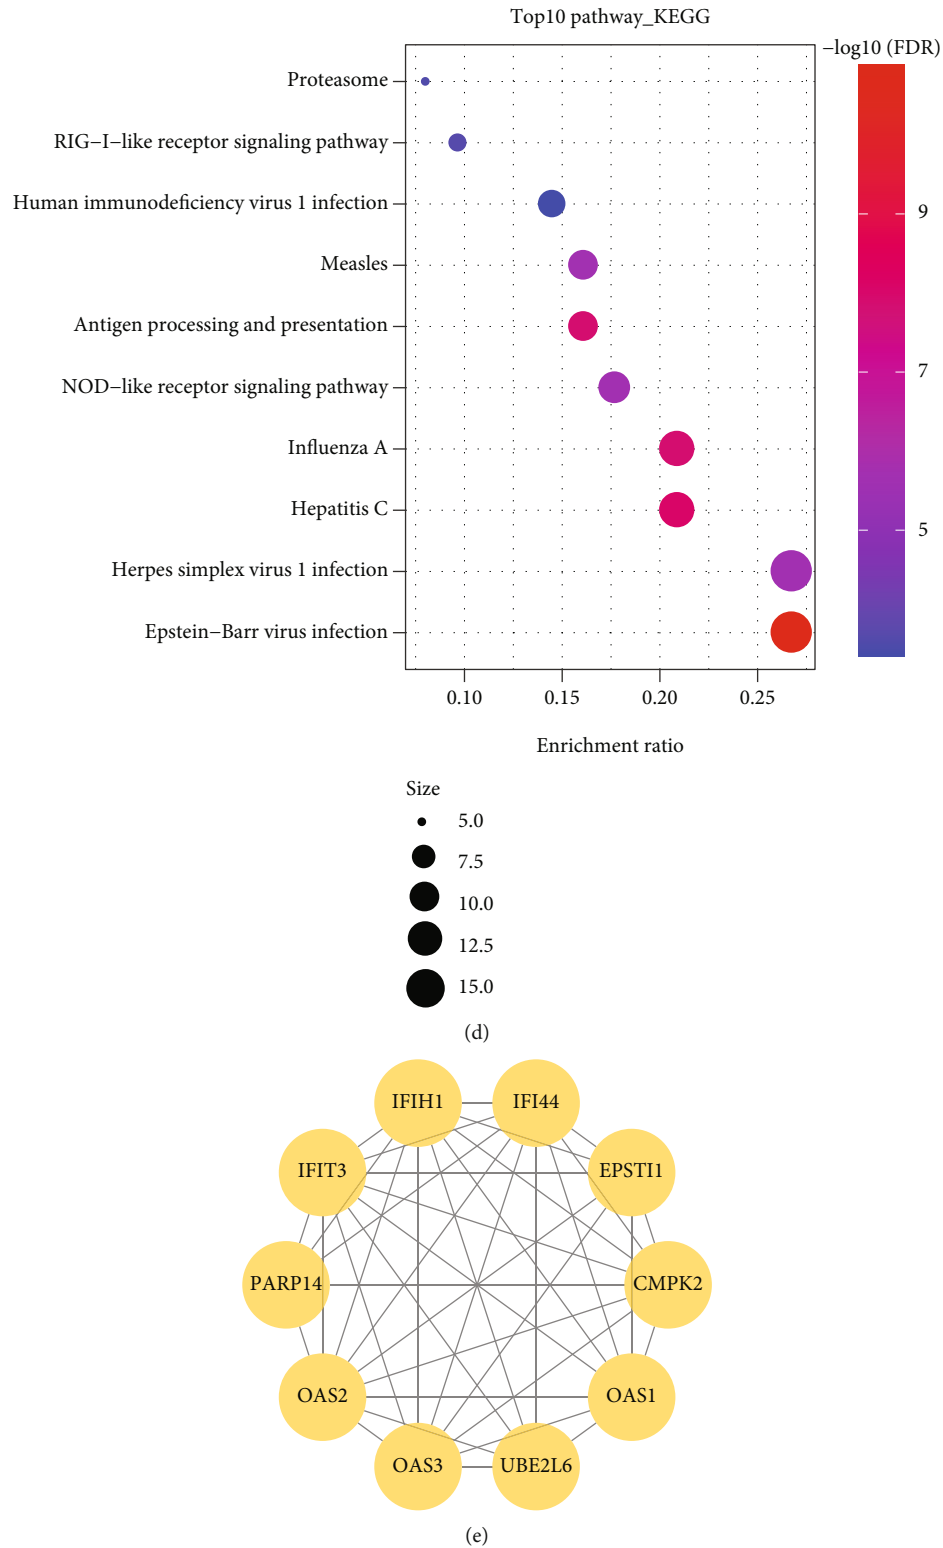 Top10 pathway_KEGG
−log10 (FDR)
Proteasome
RIG−I−like receptor signaling pathway
Human immunodeficiency virus 1 infection
Measles
Antigen processing and presentation
NOD−like receptor signaling pathway
Influenza A
Hepatitis C
Herpes simplex virus 1 infection
Epstein−Barr virus infection
9
7
5
0.10 0.15 0.20 0.25
Enrichment ratio
Size
5.0
7.5
10.0
12.5
15.0
(d)
IFIH1 IFI44
IFIT3 EPSTI1
PARP14 CMPK2
OAS2 OAS1
OAS3 UBE2L6
(e)